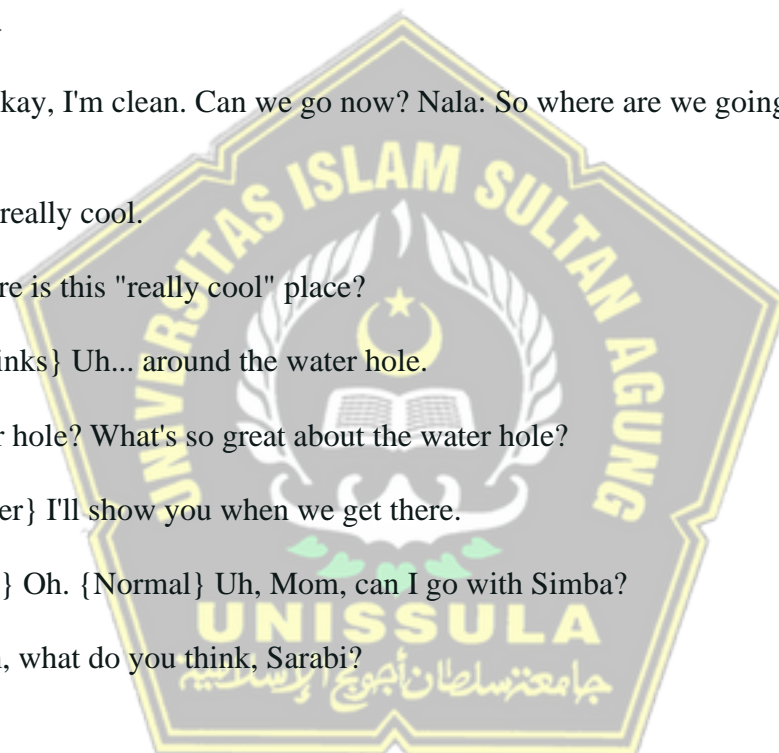 kay, I'm clean. Can we go now? Nala: So where are we going
really cool.
re is this "really cool" place?
inks} Uh... around the water hole.
r hole? What's so great about the water hole?
er} I'll show you when we get there.
} Oh. {Normal} Uh, Mom, can I go with Simba?
, what do you think, Sarabi?
UNIVERSITAS ISLAM SULTAN AGUNG
UNISSULA
جامعتسلطان أجونج الإسلامية